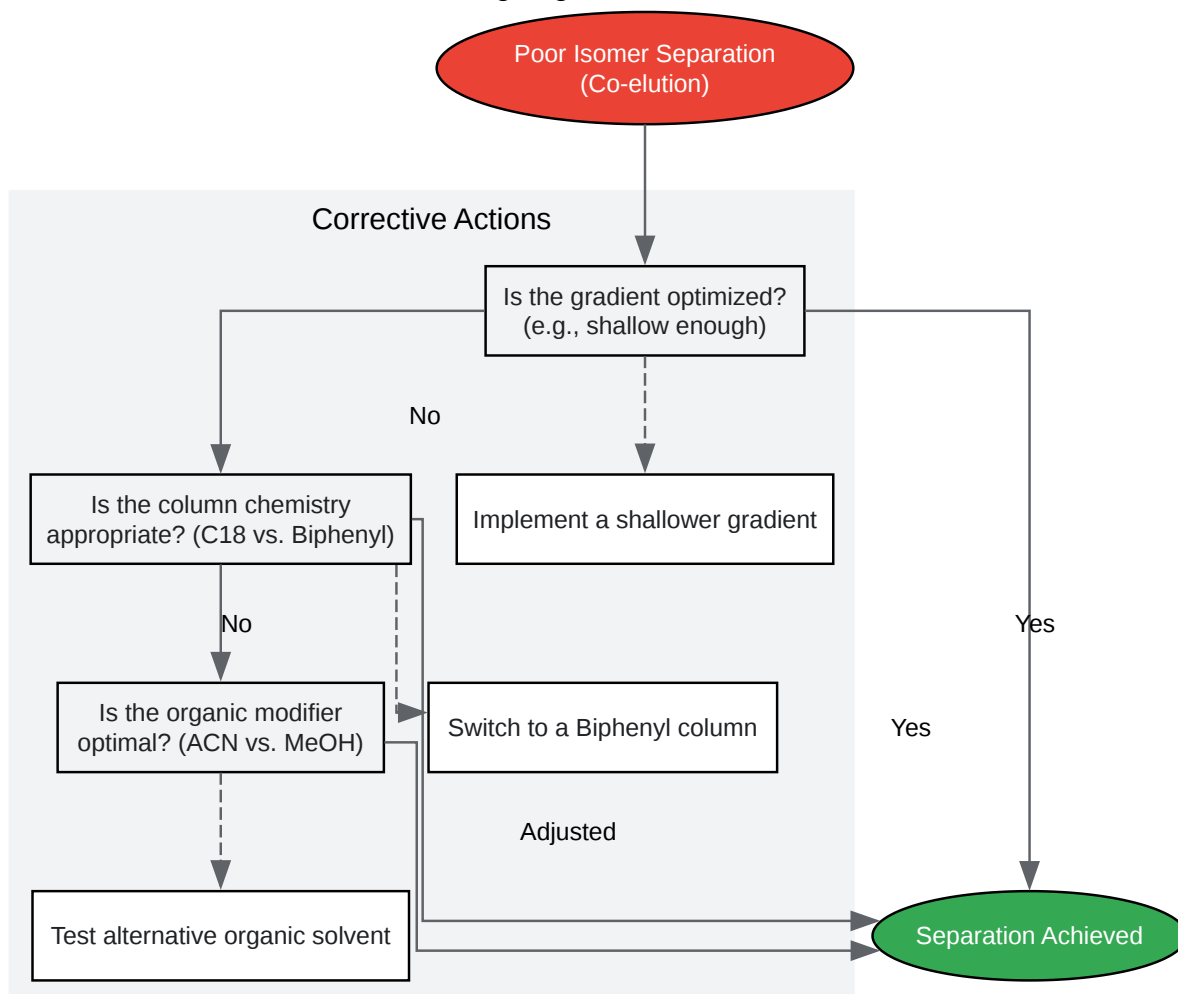 Poor Isomer Separation
(Co-elution)
Corrective Actions
Is the gradient optimized?
(e.g., shallow enough)
No
Is the column chemistry
appropriate? (C18 vs. Biphenyl)
Implement a shallower gradient
No
Yes
Is the organic modifier
optimal? (ACN vs. MeOH)
Switch to a Biphenyl column
Yes
Adjusted
Test alternative organic solvent
Separation Achieved